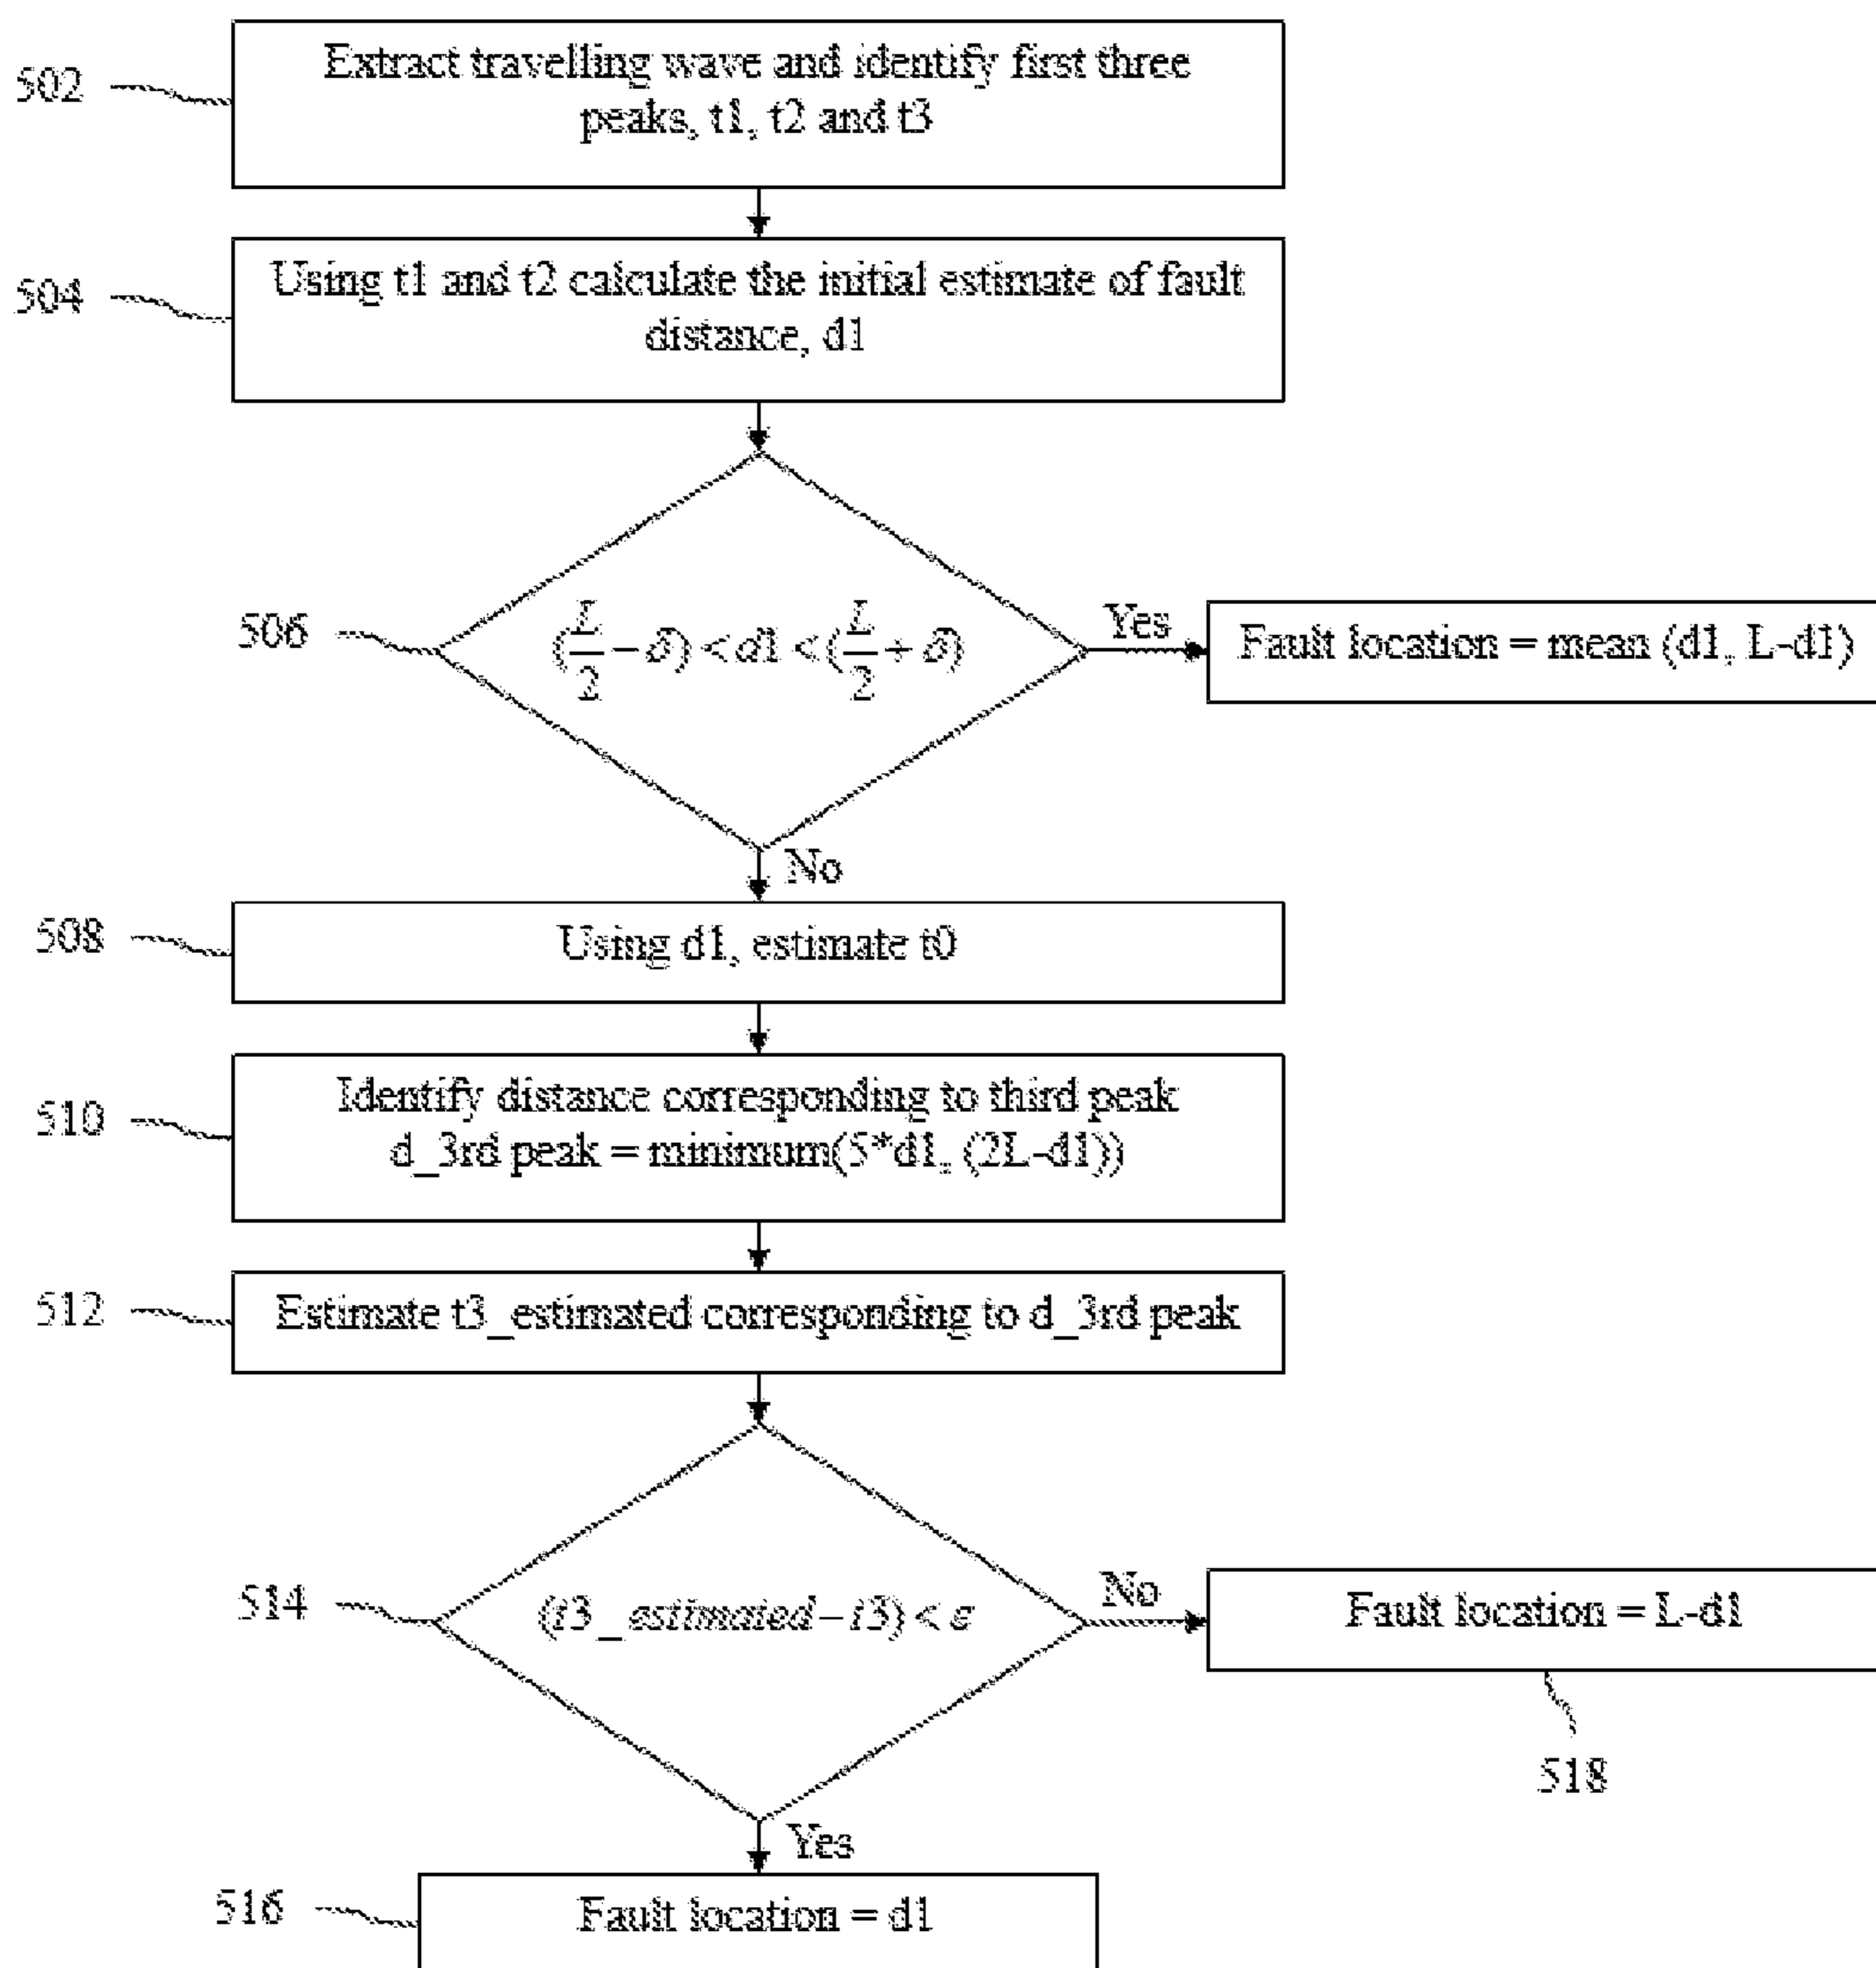 502
Extract travelling wave and identify first three
peaks, t1, t2 and t3
504
Using t1 and t2 calculate the initial estimate of fault
distance, d1
506
(L/2 − δ) < d1 < (L/2 + δ)
Yes
Fault location = mean (d1, L-d1)
No
508
Using d1, estimate t0
510
Identify distance corresponding to third peak
d_3rd peak = minimum(5*d1, (2L-d1))
512
Estimate t3_estimated corresponding to d_3rd peak
514
(t3_estimated − t3) < ε
No
Fault location = L-d1
518
Yes
516
Fault location = d1